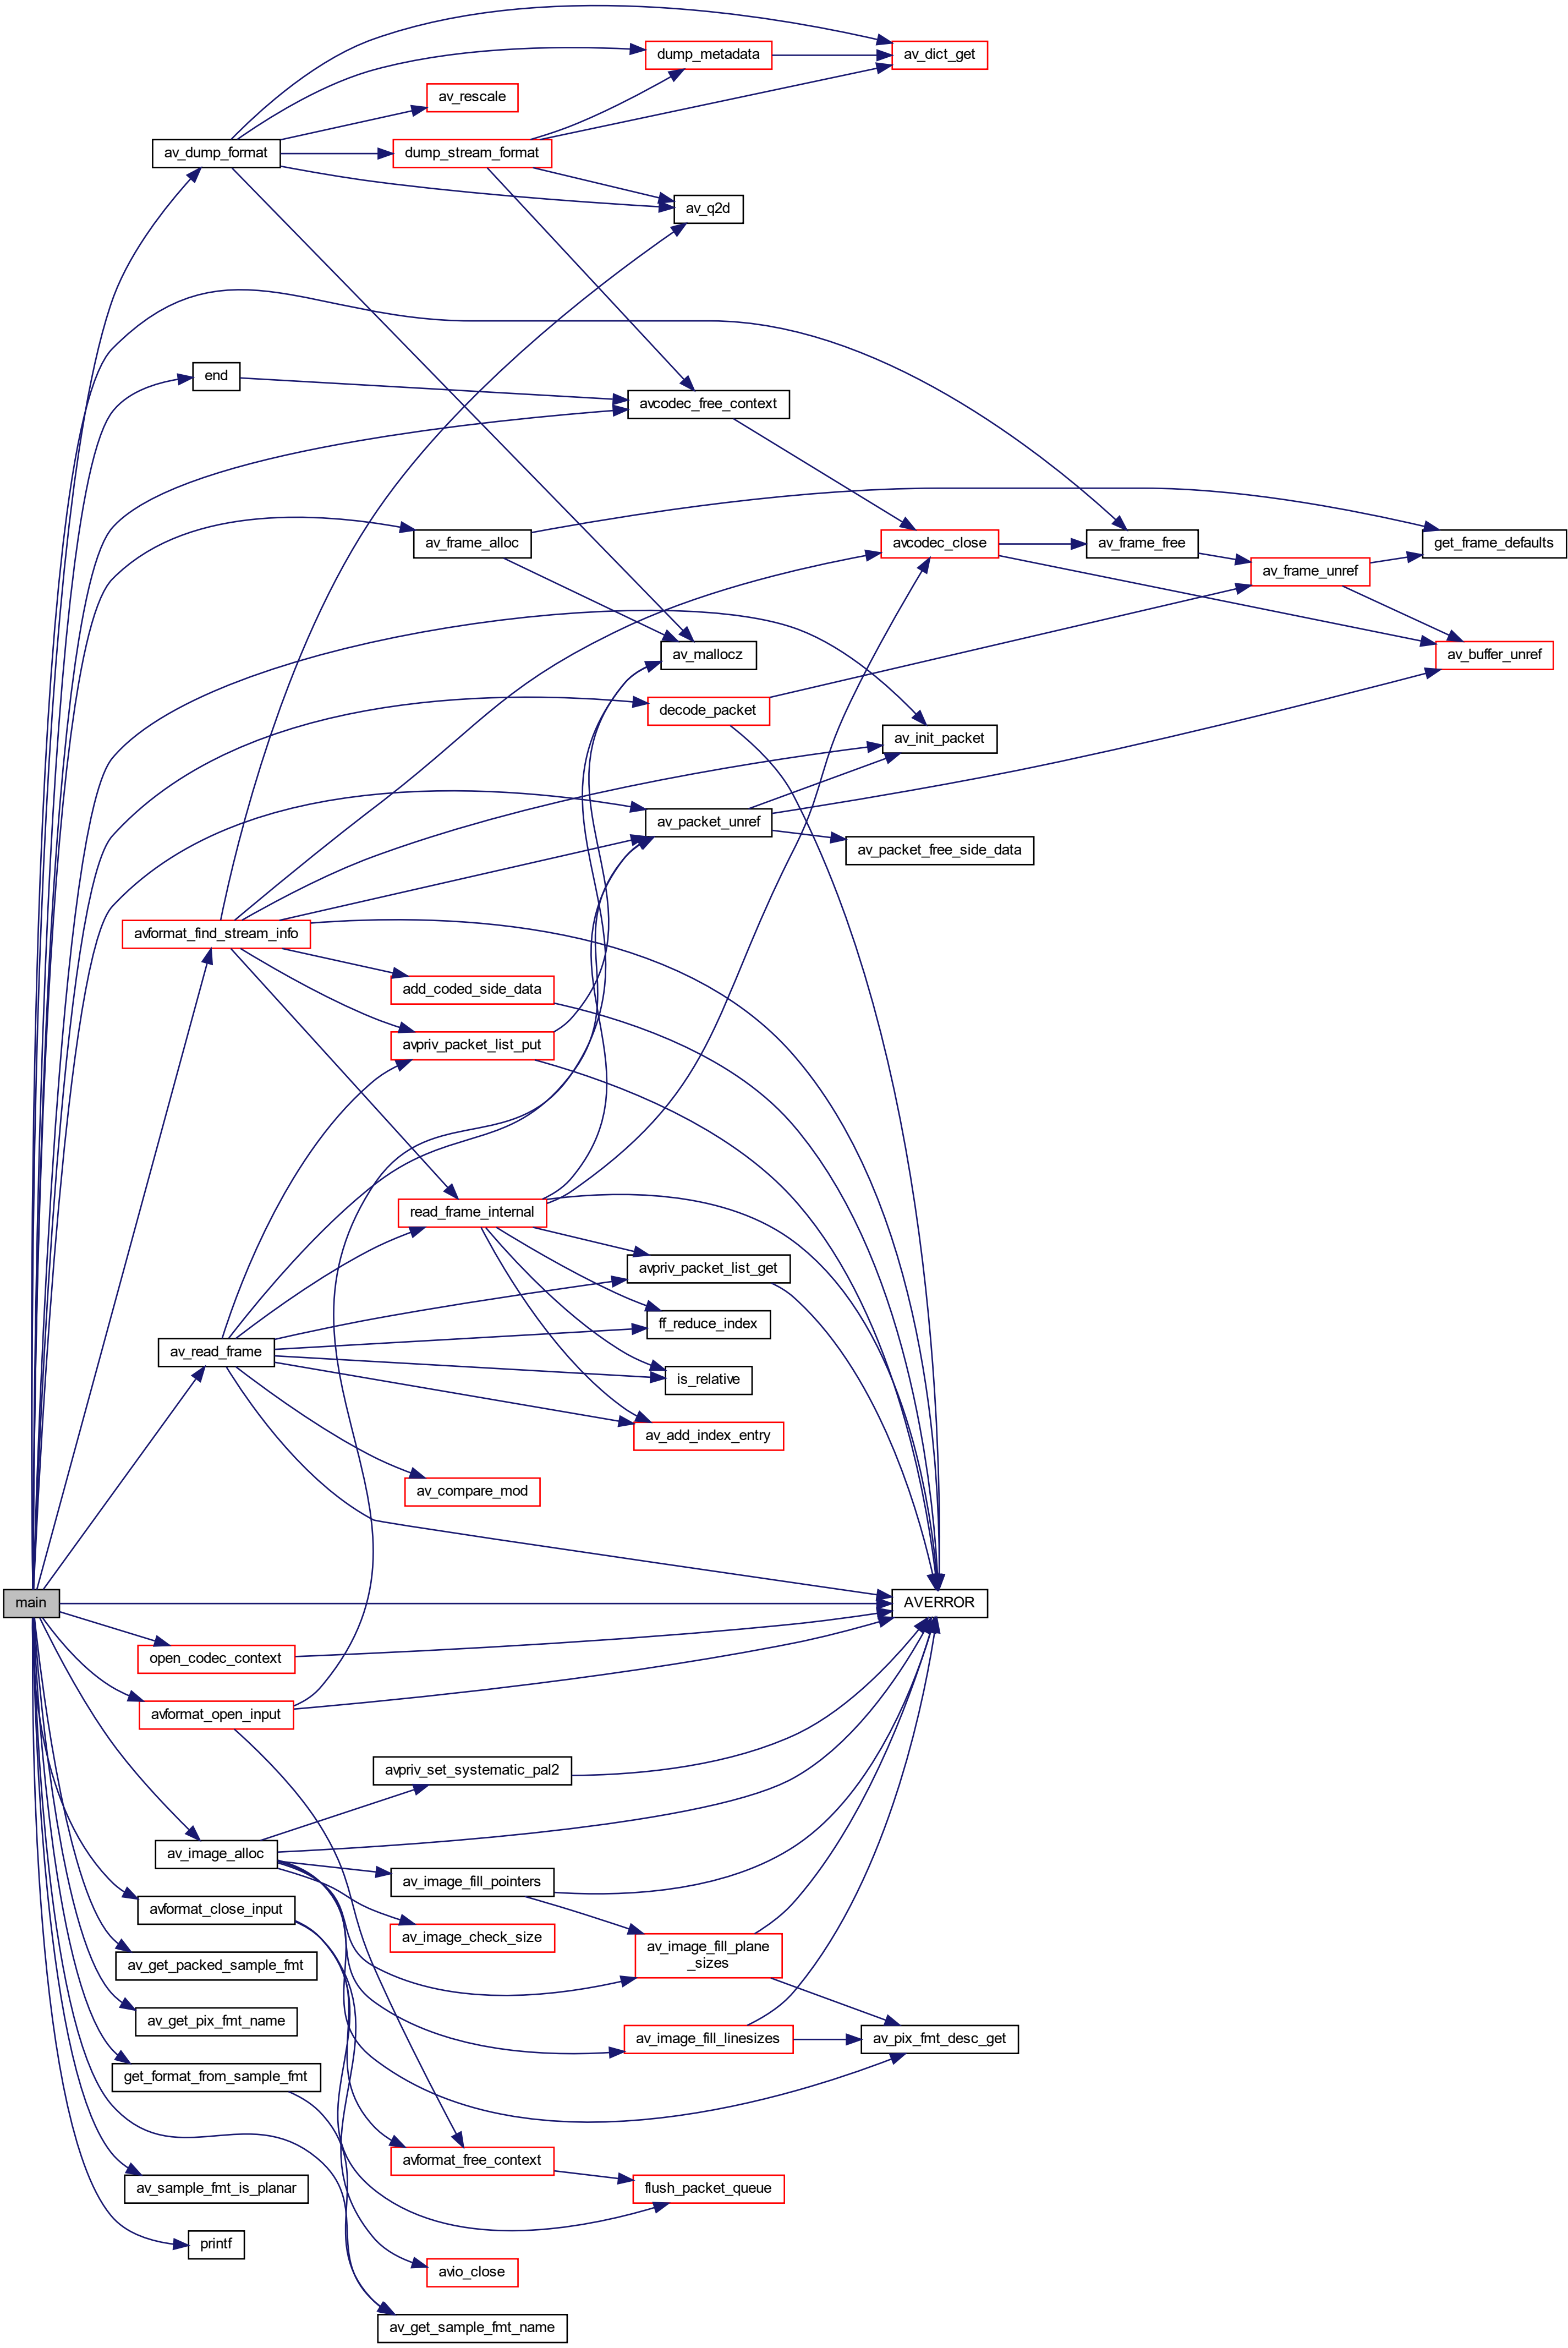 dump_metadata
av_dict_get
av_rescale
av_dump_format
dump_stream_format
av_q2d
end
avcodec_free_context
av_frame_alloc
avcodec_close
av_frame_free
get_frame_defaults
av_frame_unref
av_mallocz
av_buffer_unref
decode_packet
av_init_packet
av_packet_unref
av_packet_free_side_data
avformat_find_stream_info
add_coded_side_data
avpriv_packet_list_put
read_frame_internal
avpriv_packet_list_get
ff_reduce_index
av_read_frame
is_relative
av_add_index_entry
av_compare_mod
main
AVERROR
open_codec_context
avformat_open_input
avpriv_set_systematic_pal2
av_image_alloc
av_image_fill_pointers
avformat_close_input
av_image_check_size
av_image_fill_plane
_sizes
av_get_packed_sample_fmt
av_get_pix_fmt_name
av_image_fill_linesizes
av_pix_fmt_desc_get
get_format_from_sample_fmt
avformat_free_context
av_sample_fmt_is_planar
flush_packet_queue
printf
avio_close
av_get_sample_fmt_name